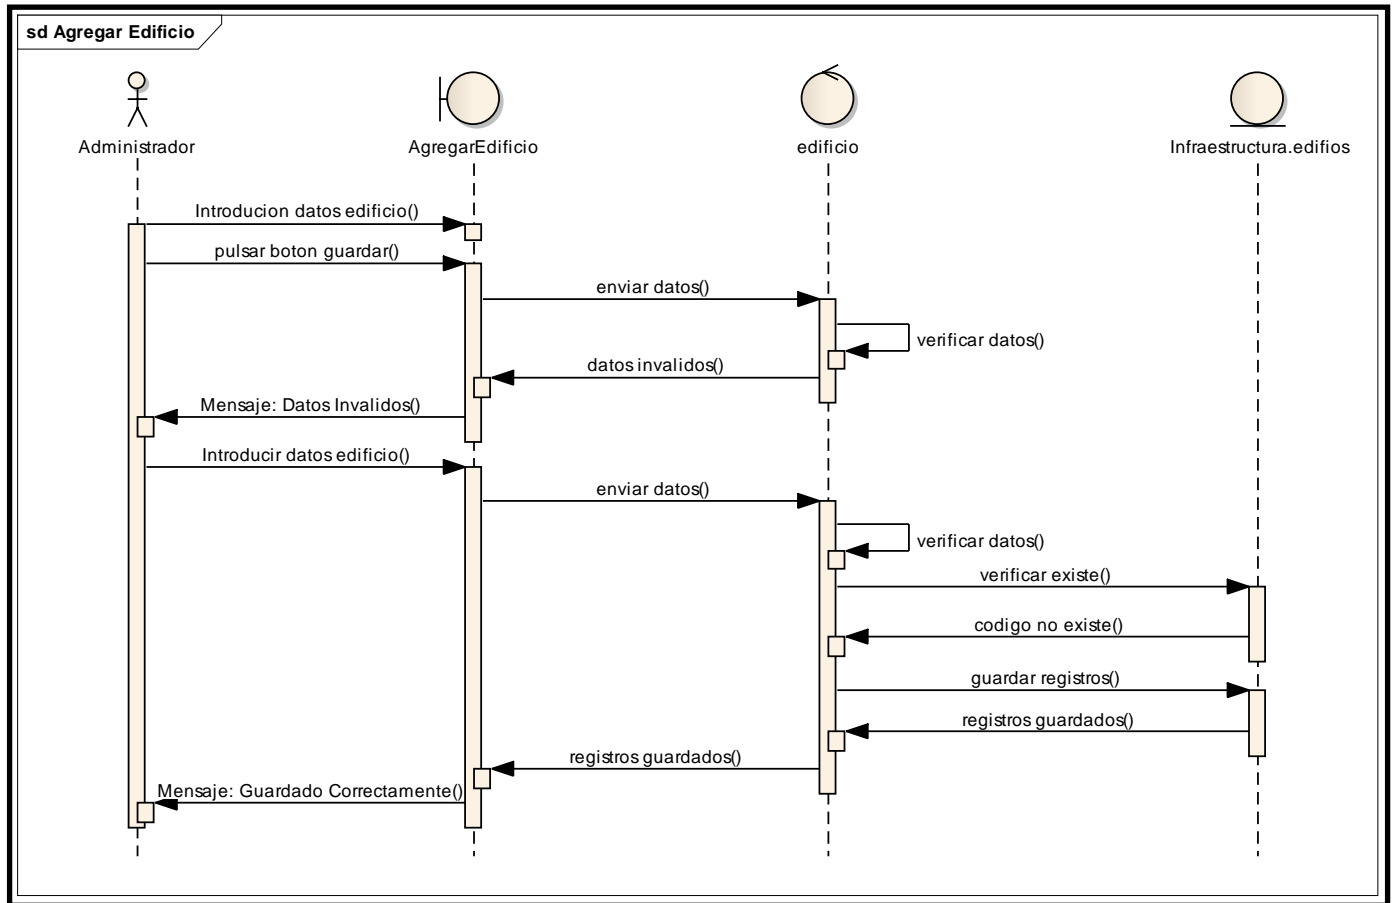 sd Agregar Edificio
Administrador
AgregarEdificio
edificio
Infraestructura.edifios
Introducion datos edificio()
pulsar boton guardar()
enviar datos()
verificar datos()
datos invalidos()
Mensaje: Datos Invalidos()
Introducir datos edificio()
enviar datos()
verificar datos()
verificar existe()
codigo no existe()
guardar registros()
registros guardados()
registros guardados()
Mensaje: Guardado Correctamente()